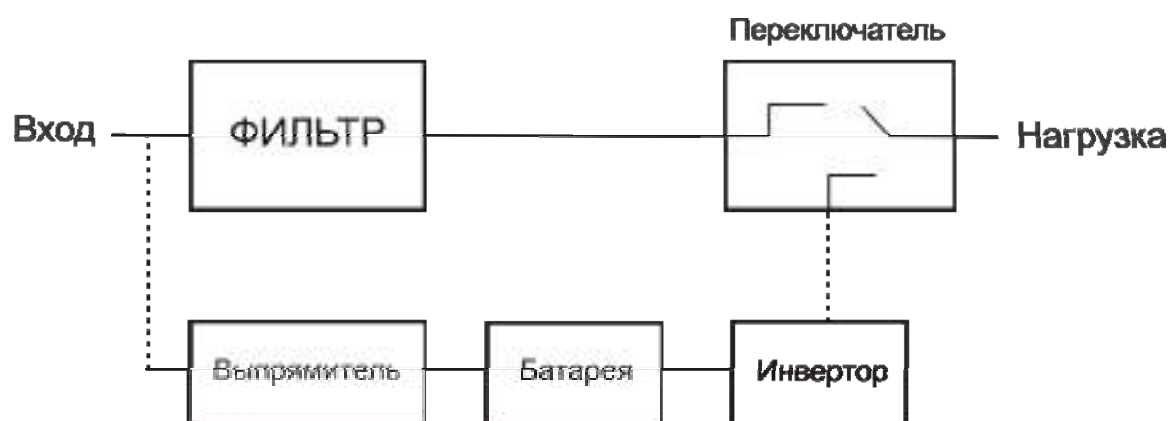 Переключатель
Вход
ФИЛЬТР
Нагрузка
Выпрямитель
Батарея
Инвертор